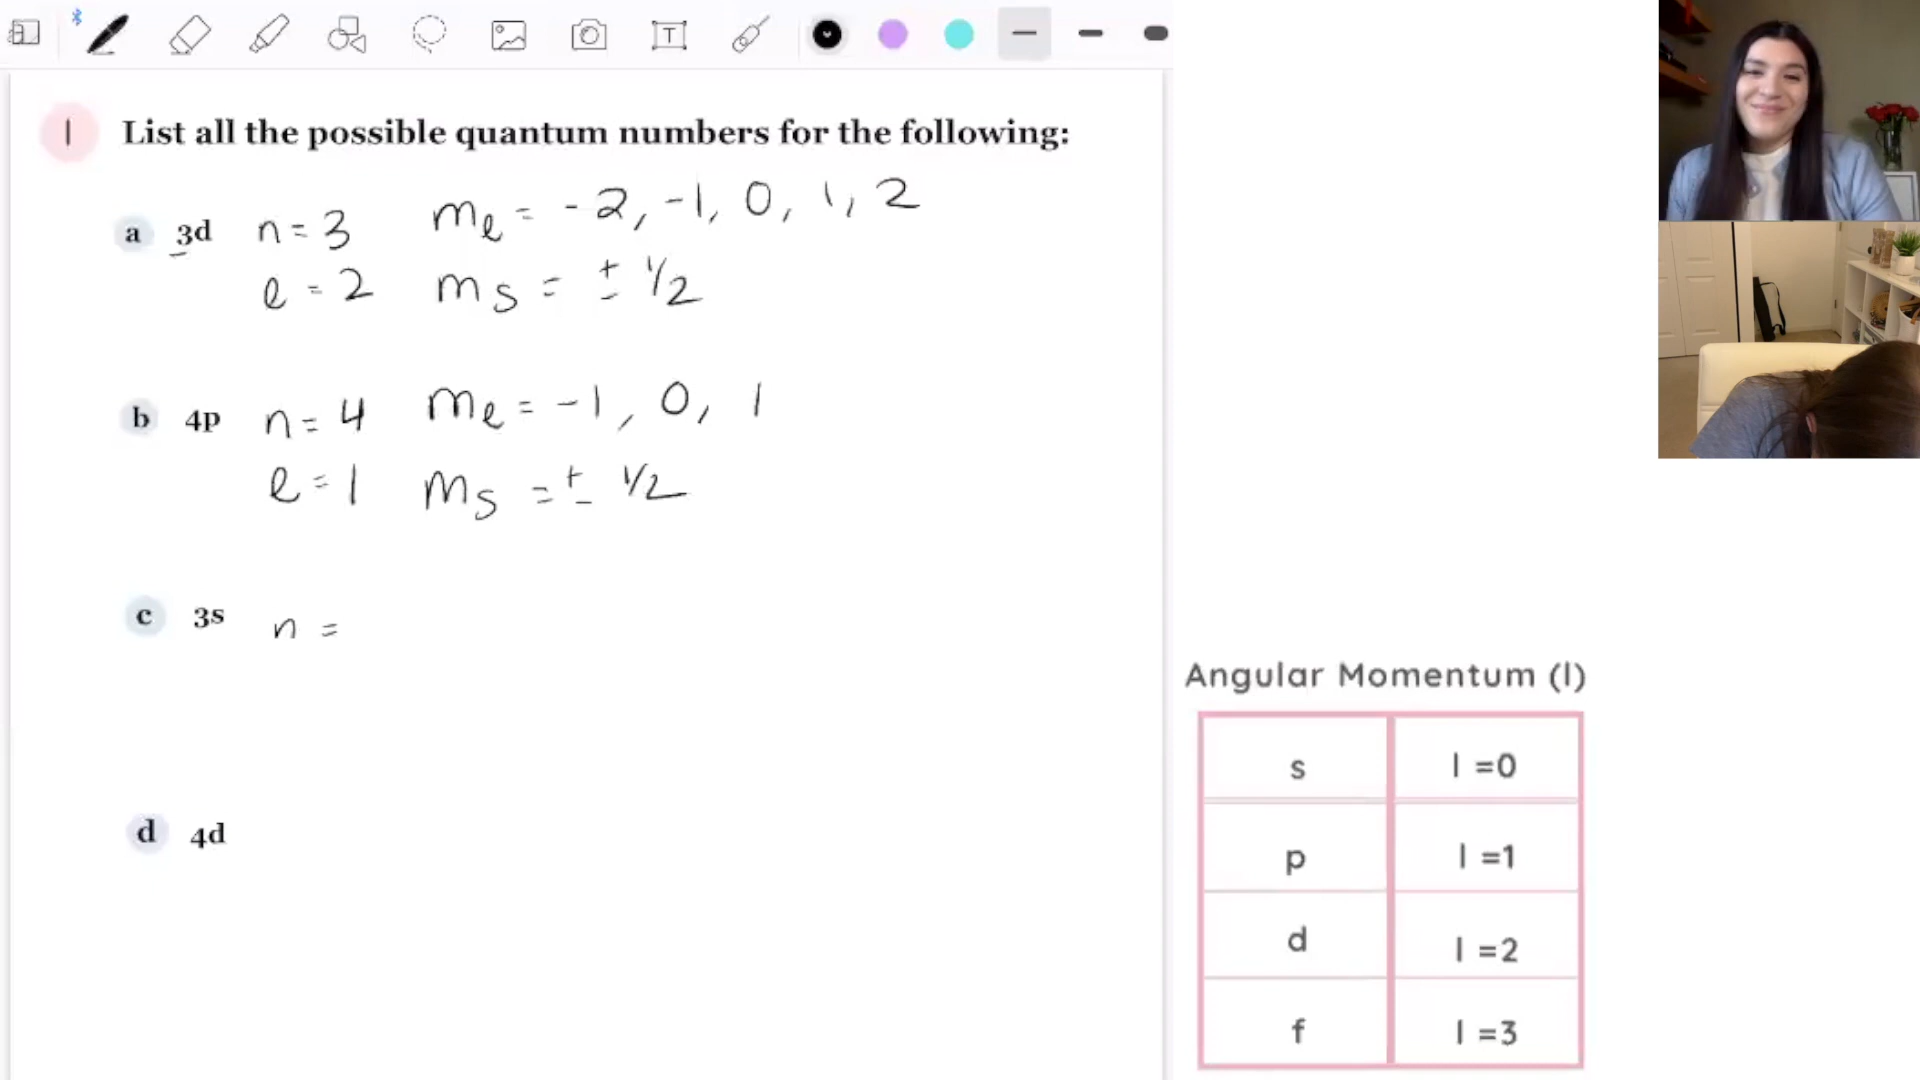 1 List all the possible quantum numbers for the following:
a 3d n = 3 mℓ = -2, -1, 0, 1, 2
ℓ = 2 ms = ± 1/2
b 4p n = 4 mℓ = -1, 0, 1
ℓ = 1 ms = ± 1/2
c 3s n =
d 4d
Angular Momentum (l)
s l =0
p l =1
d l =2
f l =3